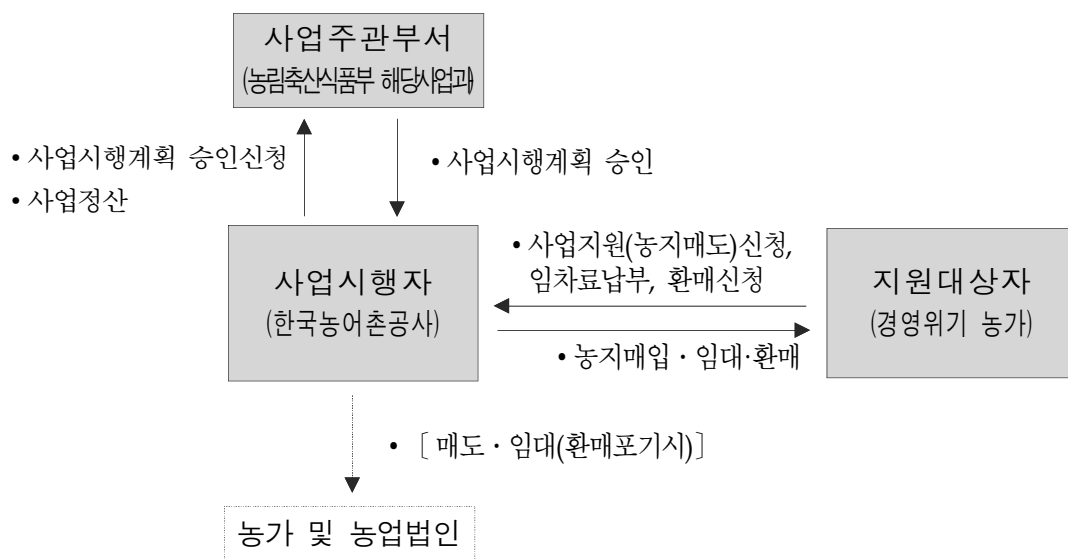 사업주관부서
(농림축산식품부 해당사업과)
• 사업시행계획 승인신청
• 사업정산
• 사업시행계획 승인
사업시행자
(한국농어촌공사)
• 사업지원(농지매도)신청,
임차료납부, 환매신청
• 농지매입 · 임대·환매
지원대상자
(경영위기 농가)
• [ 매도 · 임대(환매포기시)]
농가 및 농업법인